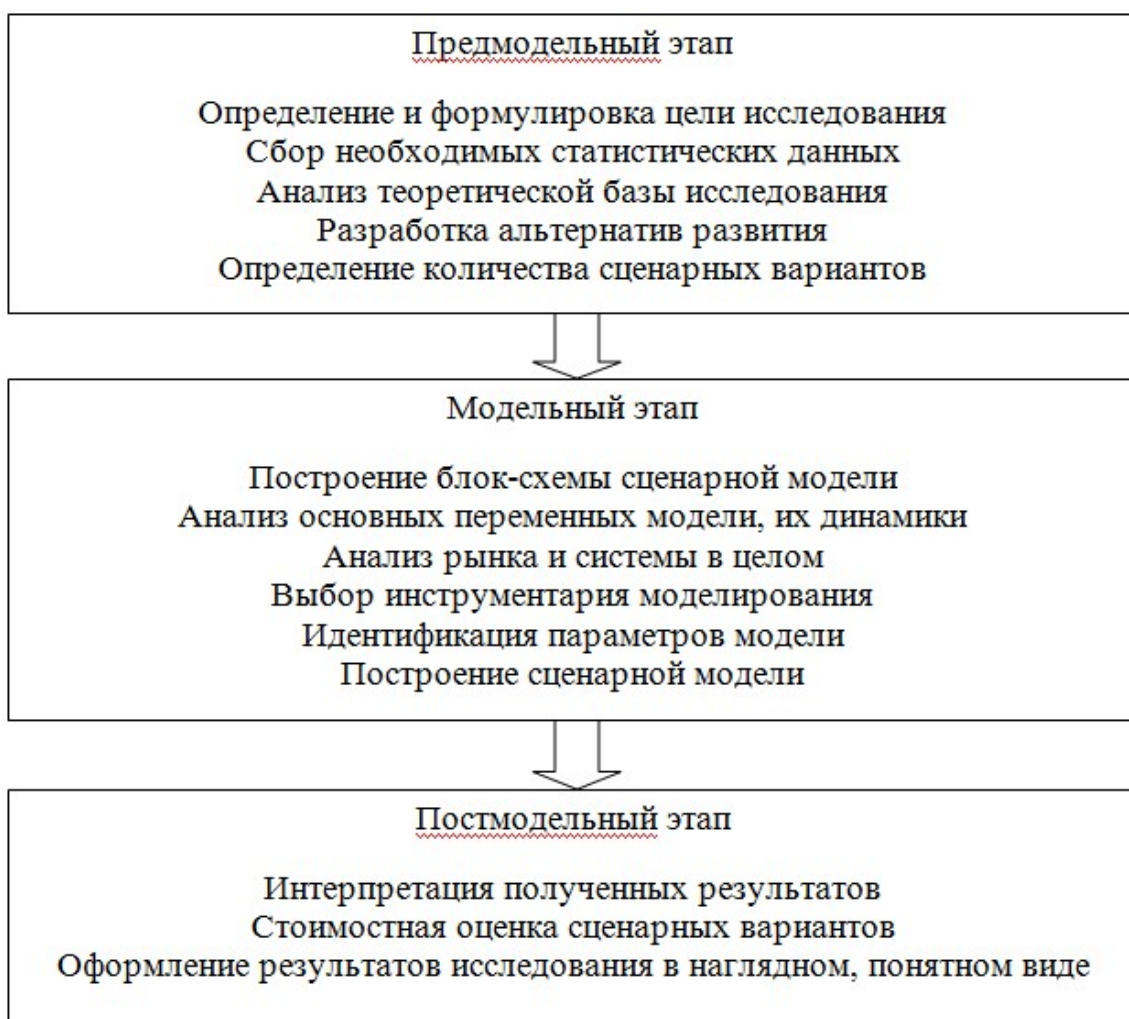 Предмодельный этап
Определение и формулировка цели исследования
Сбор необходимых статистических данных
Анализ теоретической базы исследования
Разработка альтернатив развития
Определение количества сценарных вариантов
Модельный этап
Построение блок-схемы сценарной модели
Анализ основных переменных модели, их динамики
Анализ рынка и системы в целом
Выбор инструментария моделирования
Идентификация параметров модели
Построение сценарной модели
Постмодельный этап
Интерпретация полученных результатов
Стоимостная оценка сценарных вариантов
Оформление результатов исследования в наглядном, понятном виде